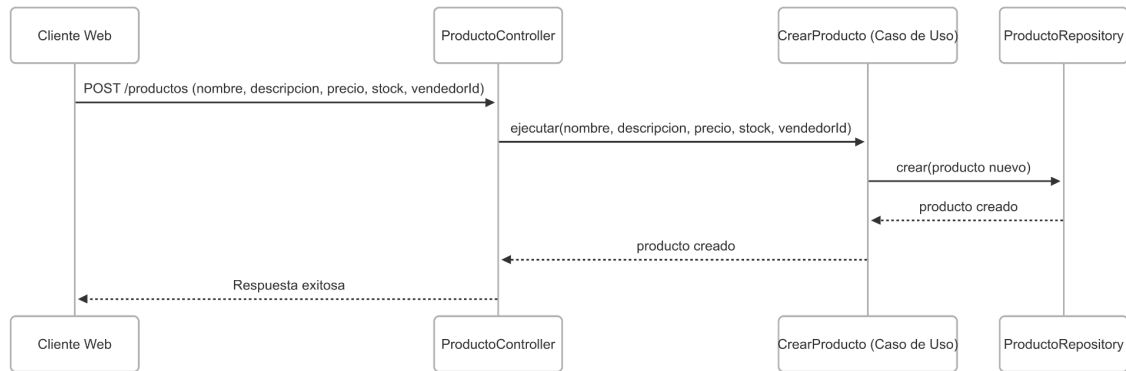 Cliente Web
ProductoController
CrearProducto (Caso de Uso)
ProductoRepository
POST /productos (nombre, descripcion, precio, stock, vendedorId)
ejecutar(nombre, descripcion, precio, stock, vendedorId)
crear(producto nuevo)
producto creado
producto creado
Respuesta exitosa
Cliente Web
ProductoController
CrearProducto (Caso de Uso)
ProductoRepository